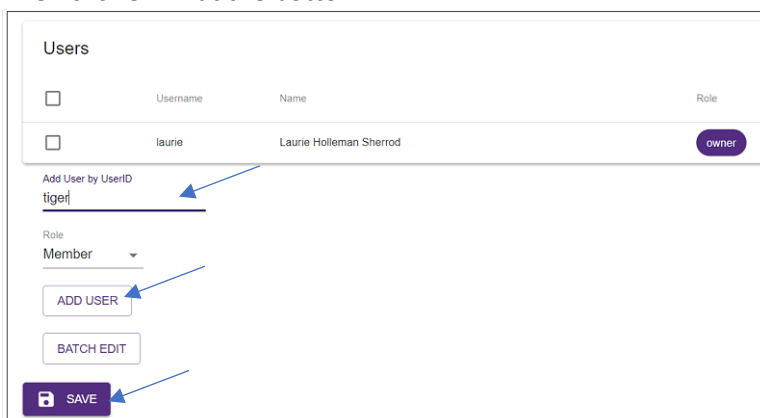 Users
Username Name Role
laurie Laurie Holleman Sherrod owner
Add User by UserID
tiger
Role
Member
ADD USER
BATCH EDIT
SAVE